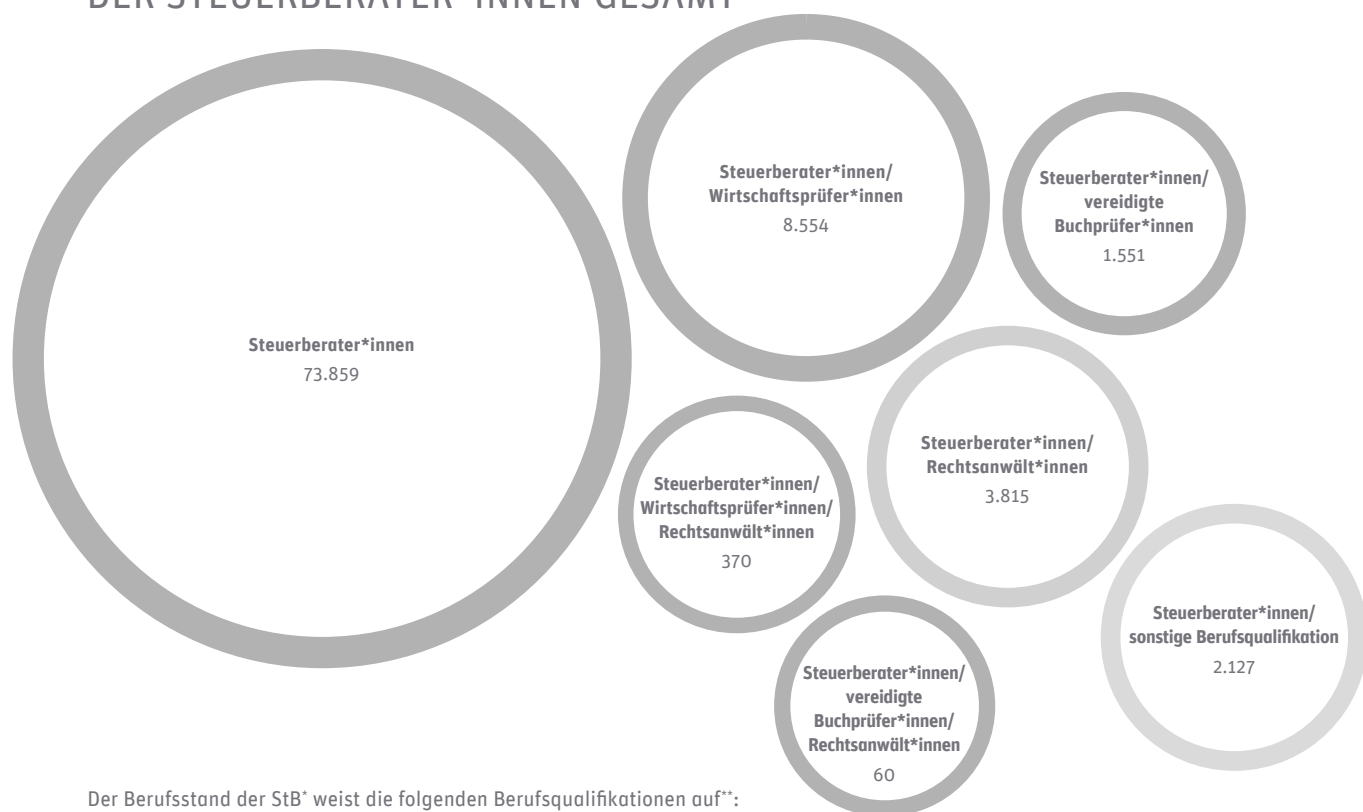 DER STEUERBERATER*INNEN GESAMT
Steuerberater*innen
73.859
Steuerberater*innen/
Wirtschaftsprüfer*innen
8.554
Steuerberater*innen/
vereidigte
Buchprüfer*innen
1.551
Steuerberater*innen/
Wirtschaftsprüfer*innen/
Rechtsanwält*innen
370
Steuerberater*innen/
Rechtsanwält*innen
3.815
Steuerberater*innen/
vereidigte
Buchprüfer*innen/
Rechtsanwält*innen
60
Steuerberater*innen/
sonstige Berufsqualifikation
2.127
Der Berufsstand der StB* weist die folgenden Berufsqualifikationen auf**: